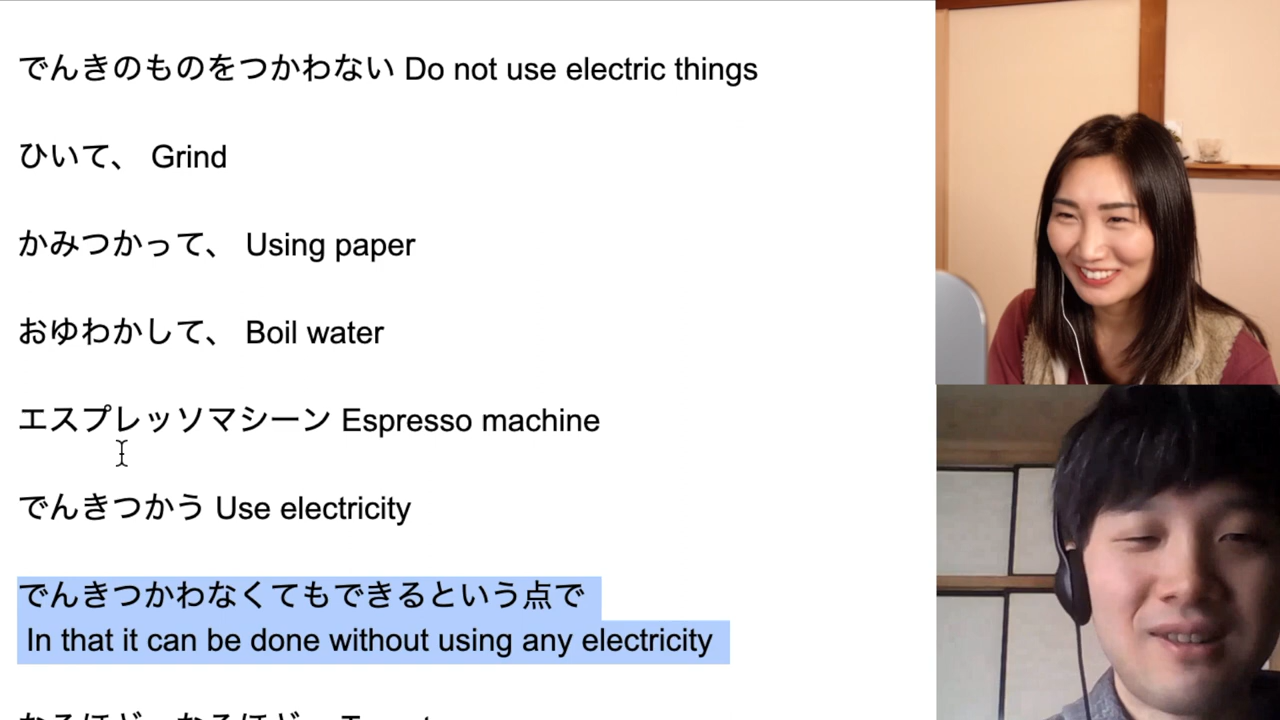 でんきのものをつかわない Do not use electric things
ひいて、 Grind
かみつかって、 Using paper
おゆわかして、 Boil water
エスプレッソマシーン Espresso machine
でんきつかう Use electricity
でんきつかわなくてもできるという点で
In that it can be done without using any electricity